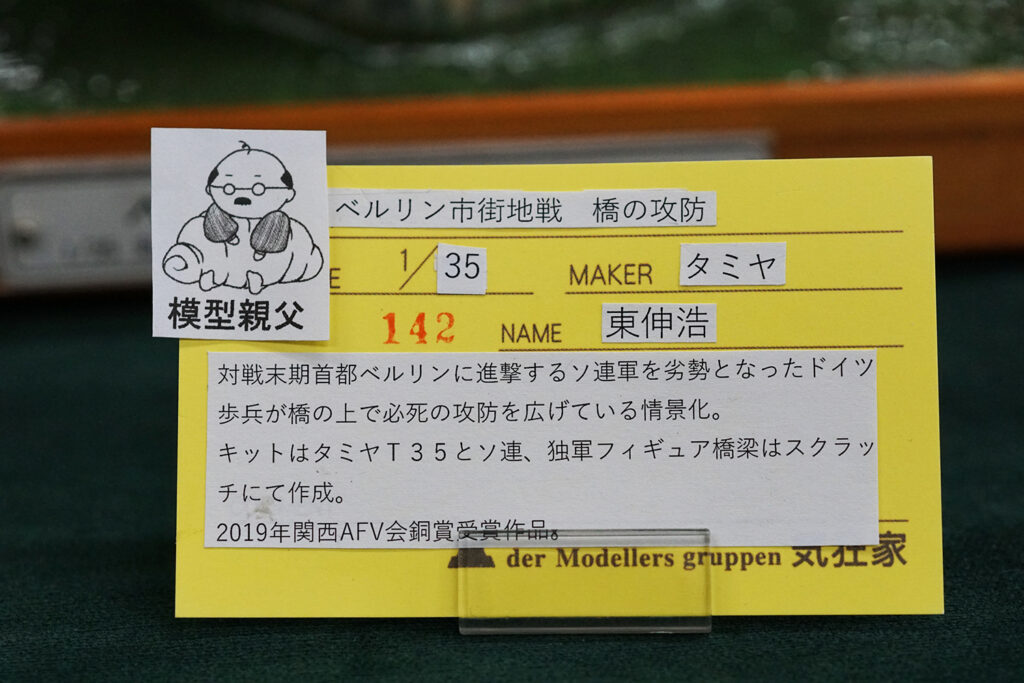 ベルリン市街地戦　橋の攻防
E 1/35 MAKER タミヤ
模型親父
142 NAME 東伸浩
対戦末期首都ベルリンに進撃するソ連軍を劣勢となったドイツ
歩兵が橋の上で必死の攻防を広げている情景化。
キットはタミヤT35とソ連、独軍フィギュア橋梁はスクラッ
チにて作成。
2019年関西AFV会銅賞受賞作品。
der Modellers gruppen 気狂家